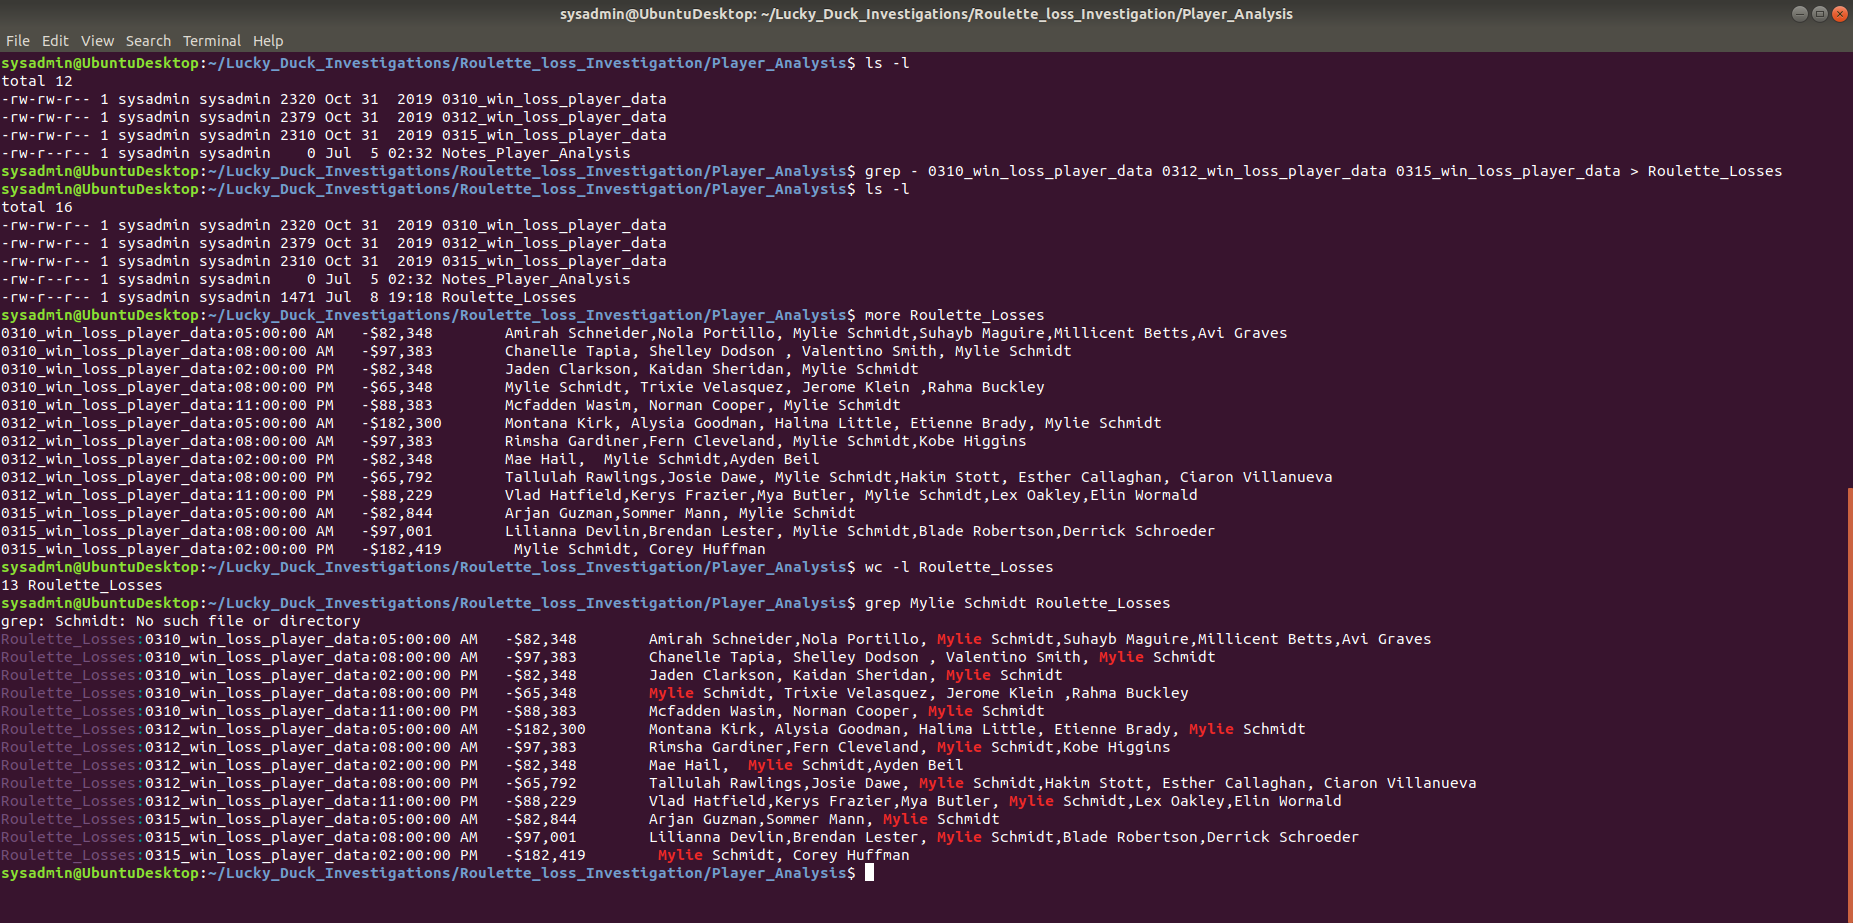 sysadmin@UbuntuDesktop: ~/Lucky_Duck_Investigations/Roulette_loss_Investigation/Player_Analysis
File Edit View Search Terminal Help
sysadmin@UbuntuDesktop:~/Lucky_Duck_Investigations/Roulette_loss_Investigation/Player_Analysis$ ls -l
total 12
-rw-rw-r-- 1 sysadmin sysadmin 2320 Oct 31  2019 0310_win_loss_player_data
-rw-rw-r-- 1 sysadmin sysadmin 2379 Oct 31  2019 0312_win_loss_player_data
-rw-rw-r-- 1 sysadmin sysadmin 2310 Oct 31  2019 0315_win_loss_player_data
-rw-r--r-- 1 sysadmin sysadmin    0 Jul  5 02:32 Notes_Player_Analysis
sysadmin@UbuntuDesktop:~/Lucky_Duck_Investigations/Roulette_loss_Investigation/Player_Analysis$ grep - 0310_win_loss_player_data 0312_win_loss_player_data 0315_win_loss_player_data > Roulette_Losses
sysadmin@UbuntuDesktop:~/Lucky_Duck_Investigations/Roulette_loss_Investigation/Player_Analysis$ ls -l
total 16
-rw-rw-r-- 1 sysadmin sysadmin 2320 Oct 31  2019 0310_win_loss_player_data
-rw-rw-r-- 1 sysadmin sysadmin 2379 Oct 31  2019 0312_win_loss_player_data
-rw-rw-r-- 1 sysadmin sysadmin 2310 Oct 31  2019 0315_win_loss_player_data
-rw-r--r-- 1 sysadmin sysadmin    0 Jul  5 02:32 Notes_Player_Analysis
-rw-r--r-- 1 sysadmin sysadmin 1471 Jul  8 19:18 Roulette_Losses
sysadmin@UbuntuDesktop:~/Lucky_Duck_Investigations/Roulette_loss_Investigation/Player_Analysis$ more Roulette_Losses
0310_win_loss_player_data:05:00:00 AM   -$82,348        Amirah Schneider,Nola Portillo, Mylie Schmidt,Suhayb Maguire,Millicent Betts,Avi Graves
0310_win_loss_player_data:08:00:00 AM   -$97,383        Chanelle Tapia, Shelley Dodson , Valentino Smith, Mylie Schmidt
0310_win_loss_player_data:02:00:00 PM   -$82,348        Jaden Clarkson, Kaidan Sheridan, Mylie Schmidt
0310_win_loss_player_data:08:00:00 PM   -$65,348        Mylie Schmidt, Trixie Velasquez, Jerome Klein ,Rahma Buckley
0310_win_loss_player_data:11:00:00 PM   -$88,383        Mcfadden Wasim, Norman Cooper, Mylie Schmidt
0312_win_loss_player_data:05:00:00 AM   -$182,300       Montana Kirk, Alysia Goodman, Halima Little, Etienne Brady, Mylie Schmidt
0312_win_loss_player_data:08:00:00 AM   -$97,383        Rimsha Gardiner,Fern Cleveland, Mylie Schmidt,Kobe Higgins
0312_win_loss_player_data:02:00:00 PM   -$82,348        Mae Hail,  Mylie Schmidt,Ayden Beil
0312_win_loss_player_data:08:00:00 PM   -$65,792        Tallulah Rawlings,Josie Dawe, Mylie Schmidt,Hakim Stott, Esther Callaghan, Ciaron Villanueva
0312_win_loss_player_data:11:00:00 PM   -$88,229        Vlad Hatfield,Kerys Frazier,Mya Butler, Mylie Schmidt,Lex Oakley,Elin Wormald
0315_win_loss_player_data:05:00:00 AM   -$82,844        Arjan Guzman,Sommer Mann, Mylie Schmidt
0315_win_loss_player_data:08:00:00 AM   -$97,001        Lilianna Devlin,Brendan Lester, Mylie Schmidt,Blade Robertson,Derrick Schroeder
0315_win_loss_player_data:02:00:00 PM   -$182,419        Mylie Schmidt, Corey Huffman
sysadmin@UbuntuDesktop:~/Lucky_Duck_Investigations/Roulette_loss_Investigation/Player_Analysis$ wc -l Roulette_Losses
13 Roulette_Losses
sysadmin@UbuntuDesktop:~/Lucky_Duck_Investigations/Roulette_loss_Investigation/Player_Analysis$ grep Mylie Schmidt Roulette_Losses
grep: Schmidt: No such file or directory
Roulette_Losses:0310_win_loss_player_data:05:00:00 AM   -$82,348        Amirah Schneider,Nola Portillo, Mylie Schmidt,Suhayb Maguire,Millicent Betts,Avi Graves
Roulette_Losses:0310_win_loss_player_data:08:00:00 AM   -$97,383        Chanelle Tapia, Shelley Dodson , Valentino Smith, Mylie Schmidt
Roulette_Losses:0310_win_loss_player_data:02:00:00 PM   -$82,348        Jaden Clarkson, Kaidan Sheridan, Mylie Schmidt
Roulette_Losses:0310_win_loss_player_data:08:00:00 PM   -$65,348        Mylie Schmidt, Trixie Velasquez, Jerome Klein ,Rahma Buckley
Roulette_Losses:0310_win_loss_player_data:11:00:00 PM   -$88,383        Mcfadden Wasim, Norman Cooper, Mylie Schmidt
Roulette_Losses:0312_win_loss_player_data:05:00:00 AM   -$182,300       Montana Kirk, Alysia Goodman, Halima Little, Etienne Brady, Mylie Schmidt
Roulette_Losses:0312_win_loss_player_data:08:00:00 AM   -$97,383        Rimsha Gardiner,Fern Cleveland, Mylie Schmidt,Kobe Higgins
Roulette_Losses:0312_win_loss_player_data:02:00:00 PM   -$82,348        Mae Hail,  Mylie Schmidt,Ayden Beil
Roulette_Losses:0312_win_loss_player_data:08:00:00 PM   -$65,792        Tallulah Rawlings,Josie Dawe, Mylie Schmidt,Hakim Stott, Esther Callaghan, Ciaron Villanueva
Roulette_Losses:0312_win_loss_player_data:11:00:00 PM   -$88,229        Vlad Hatfield,Kerys Frazier,Mya Butler, Mylie Schmidt,Lex Oakley,Elin Wormald
Roulette_Losses:0315_win_loss_player_data:05:00:00 AM   -$82,844        Arjan Guzman,Sommer Mann, Mylie Schmidt
Roulette_Losses:0315_win_loss_player_data:08:00:00 AM   -$97,001        Lilianna Devlin,Brendan Lester, Mylie Schmidt,Blade Robertson,Derrick Schroeder
Roulette_Losses:0315_win_loss_player_data:02:00:00 PM   -$182,419        Mylie Schmidt, Corey Huffman
sysadmin@UbuntuDesktop:~/Lucky_Duck_Investigations/Roulette_loss_Investigation/Player_Analysis$